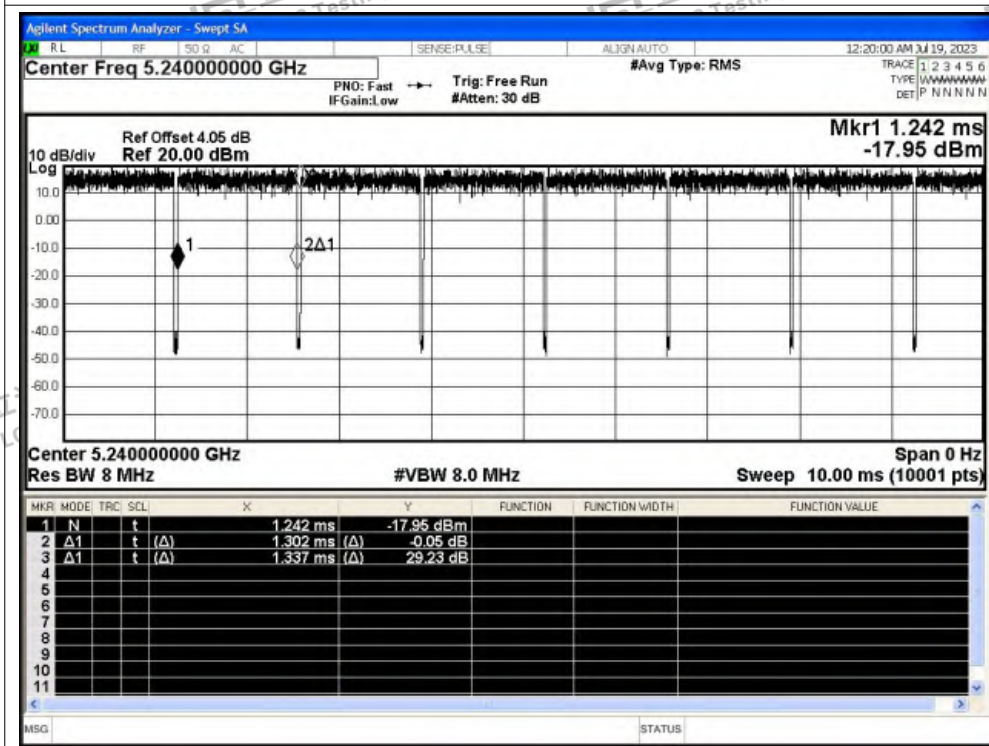 Agilent Spectrum Analyzer - Swept SA
LXI RL RF 50 Ω AC SENSE:PULSE ALIGN AUTO 12:20:00 AM Jul 19, 2023
Center Freq 5.240000000 GHz #Avg Type: RMS TRACE 1 2 3 4 5 6
PNO: Fast Trig: Free Run TYPE WWWWWW
IFGain:Low #Atten: 30 dB DET P N N N N N
Mkr1 1.242 ms
Ref Offset 4.05 dB
10 dB/div Ref 20.00 dBm -17.95 dBm
Log
10.0
0.00
-10.0
1 2Δ1
-20.0
-30.0
-40.0
-50.0
-60.0
-70.0
Center 5.240000000 GHz Span 0 Hz
Res BW 8 MHz #VBW 8.0 MHz Sweep 10.00 ms (10001 pts)
MKR MODE TRC SCL X Y FUNCTION FUNCTION WIDTH FUNCTION VALUE
1 N t 1.242 ms -17.95 dBm
2 Δ1 t (Δ) 1.302 ms (Δ) -0.05 dB
3 Δ1 t (Δ) 1.337 ms (Δ) 29.23 dB
4
5
6
7
8
9
10
11
MSG STATUS